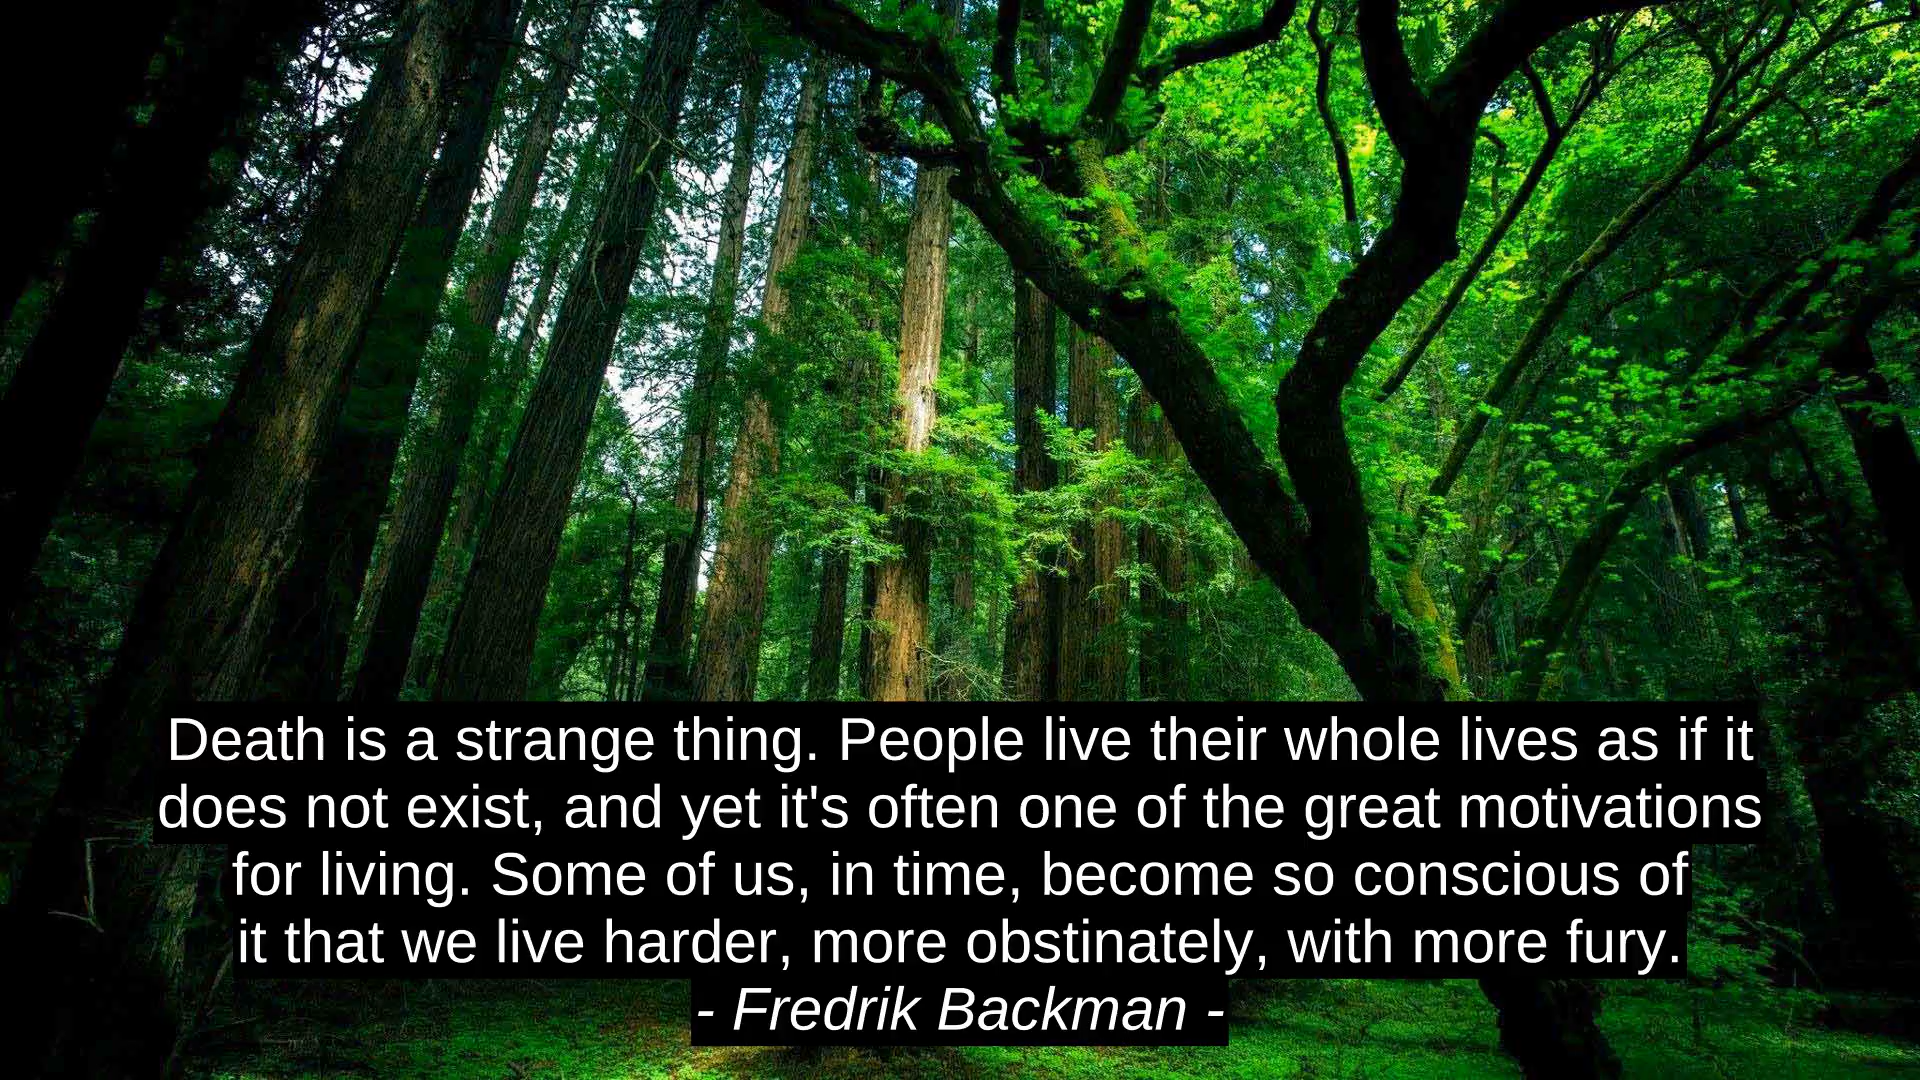 Death is a strange thing. People live their whole lives as if it
does not exist, and yet it's often one of the great motivations
for living. Some of us, in time, become so conscious of
it that we live harder, more obstinately, with more fury.
- Fredrik Backman -